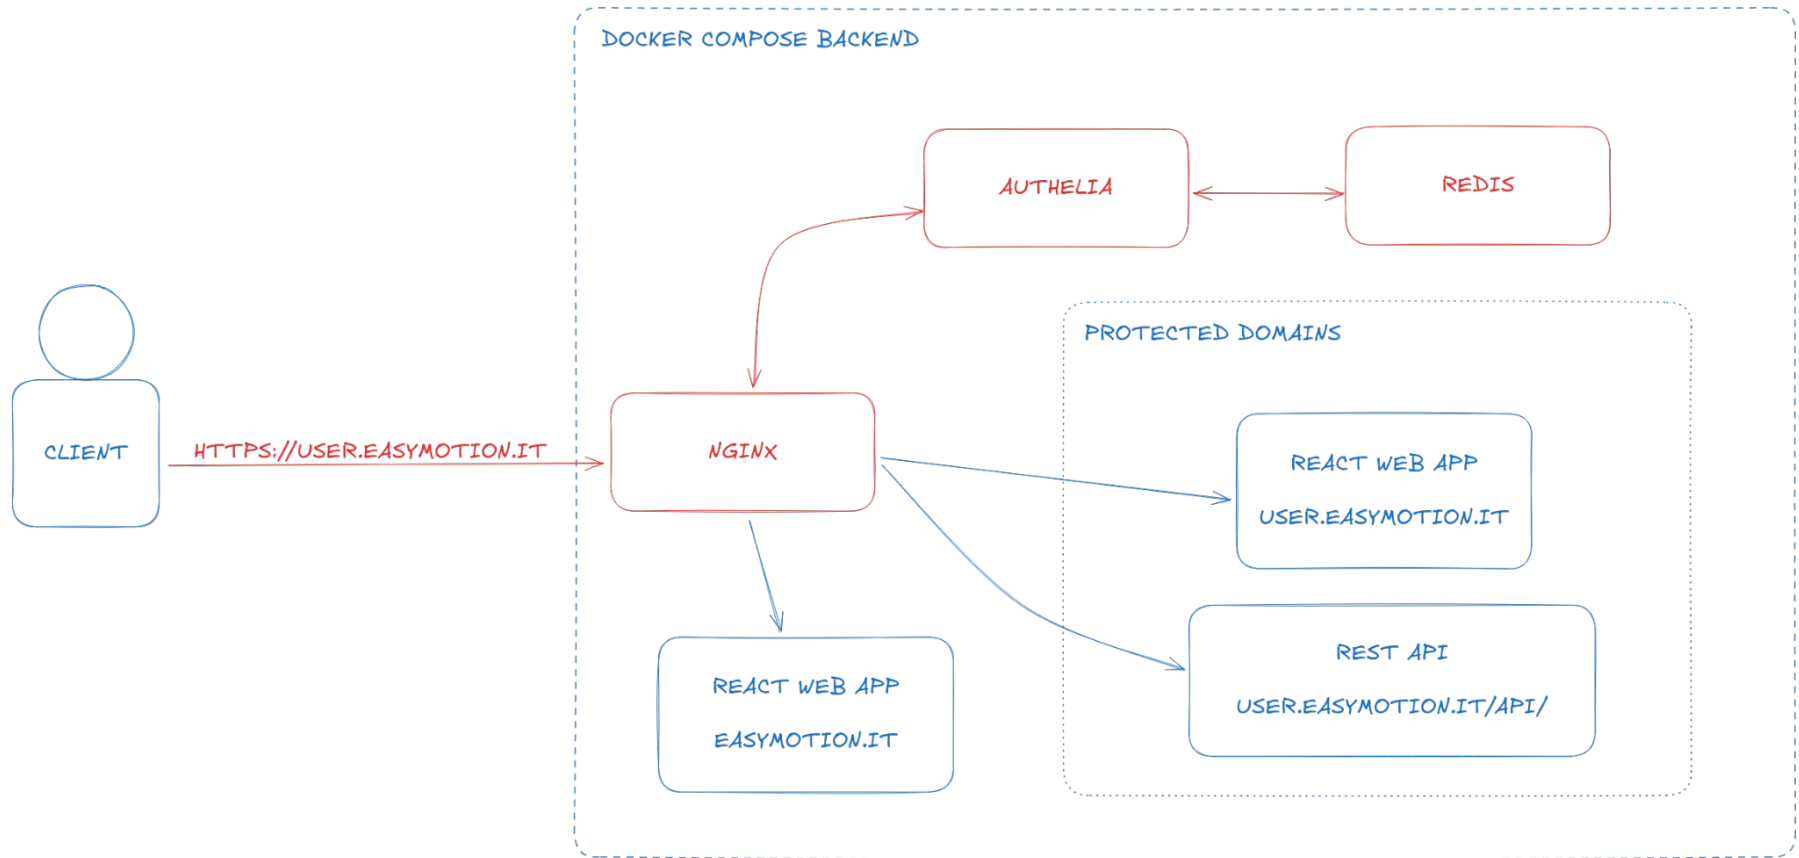 DOCKER COMPOSE BACKEND
AUTHELIA
REDIS
PROTECTED DOMAINS
CLIENT
HTTPS://USER.EASYMOTION.IT
NGINX
REACT WEB APP
USER.EASYMOTION.IT
REST API
USER.EASYMOTION.IT/API/
REACT WEB APP
EASYMOTION.IT